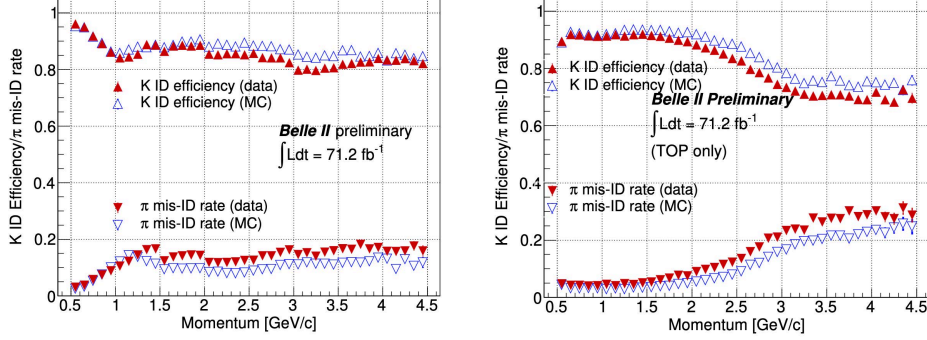 1
0.8
0.6
0.4
0.2
0
K ID Efficiency/π mis-ID rate
K ID efficiency (data)
K ID efficiency (MC)
Belle II preliminary
∫Ldt = 71.2 fb⁻¹
π mis-ID rate (data)
π mis-ID rate (MC)
0.5 1 1.5 2 2.5 3 3.5 4 4.5
Momentum [GeV/c]
1
0.8
0.6
0.4
0.2
0
K ID Efficiency/π mis-ID rate
K ID efficiency (data)
K ID efficiency (MC)
Belle II Preliminary
∫Ldt = 71.2 fb⁻¹
(TOP only)
π mis-ID rate (data)
π mis-ID rate (MC)
0.5 1 1.5 2 2.5 3 3.5 4 4.5
Momentum [GeV/c]